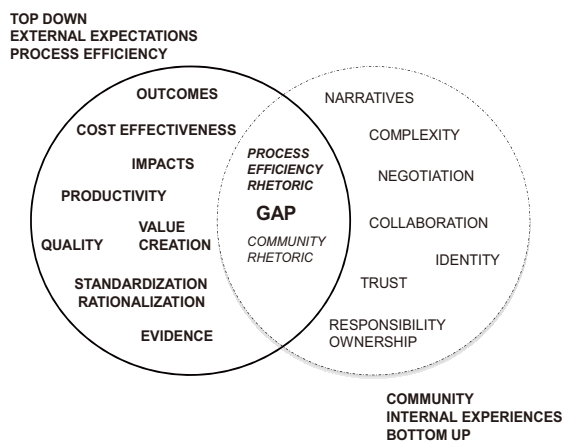 TOP DOWN
EXTERNAL EXPECTATIONS
PROCESS EFFICIENCY
OUTCOMES
COST EFFECTIVENESS
IMPACTS
PRODUCTIVITY
QUALITY
VALUE
CREATION
STANDARDIZATION
RATIONALIZATION
EVIDENCE
PROCESS
EFFICIENCY
RHETORIC
GAP
COMMUNITY
RHETORIC
NARRATIVES
COMPLEXITY
NEGOTIATION
COLLABORATION
IDENTITY
TRUST
RESPONSIBILITY
OWNERSHIP
COMMUNITY
INTERNAL EXPERIENCES
BOTTOM UP